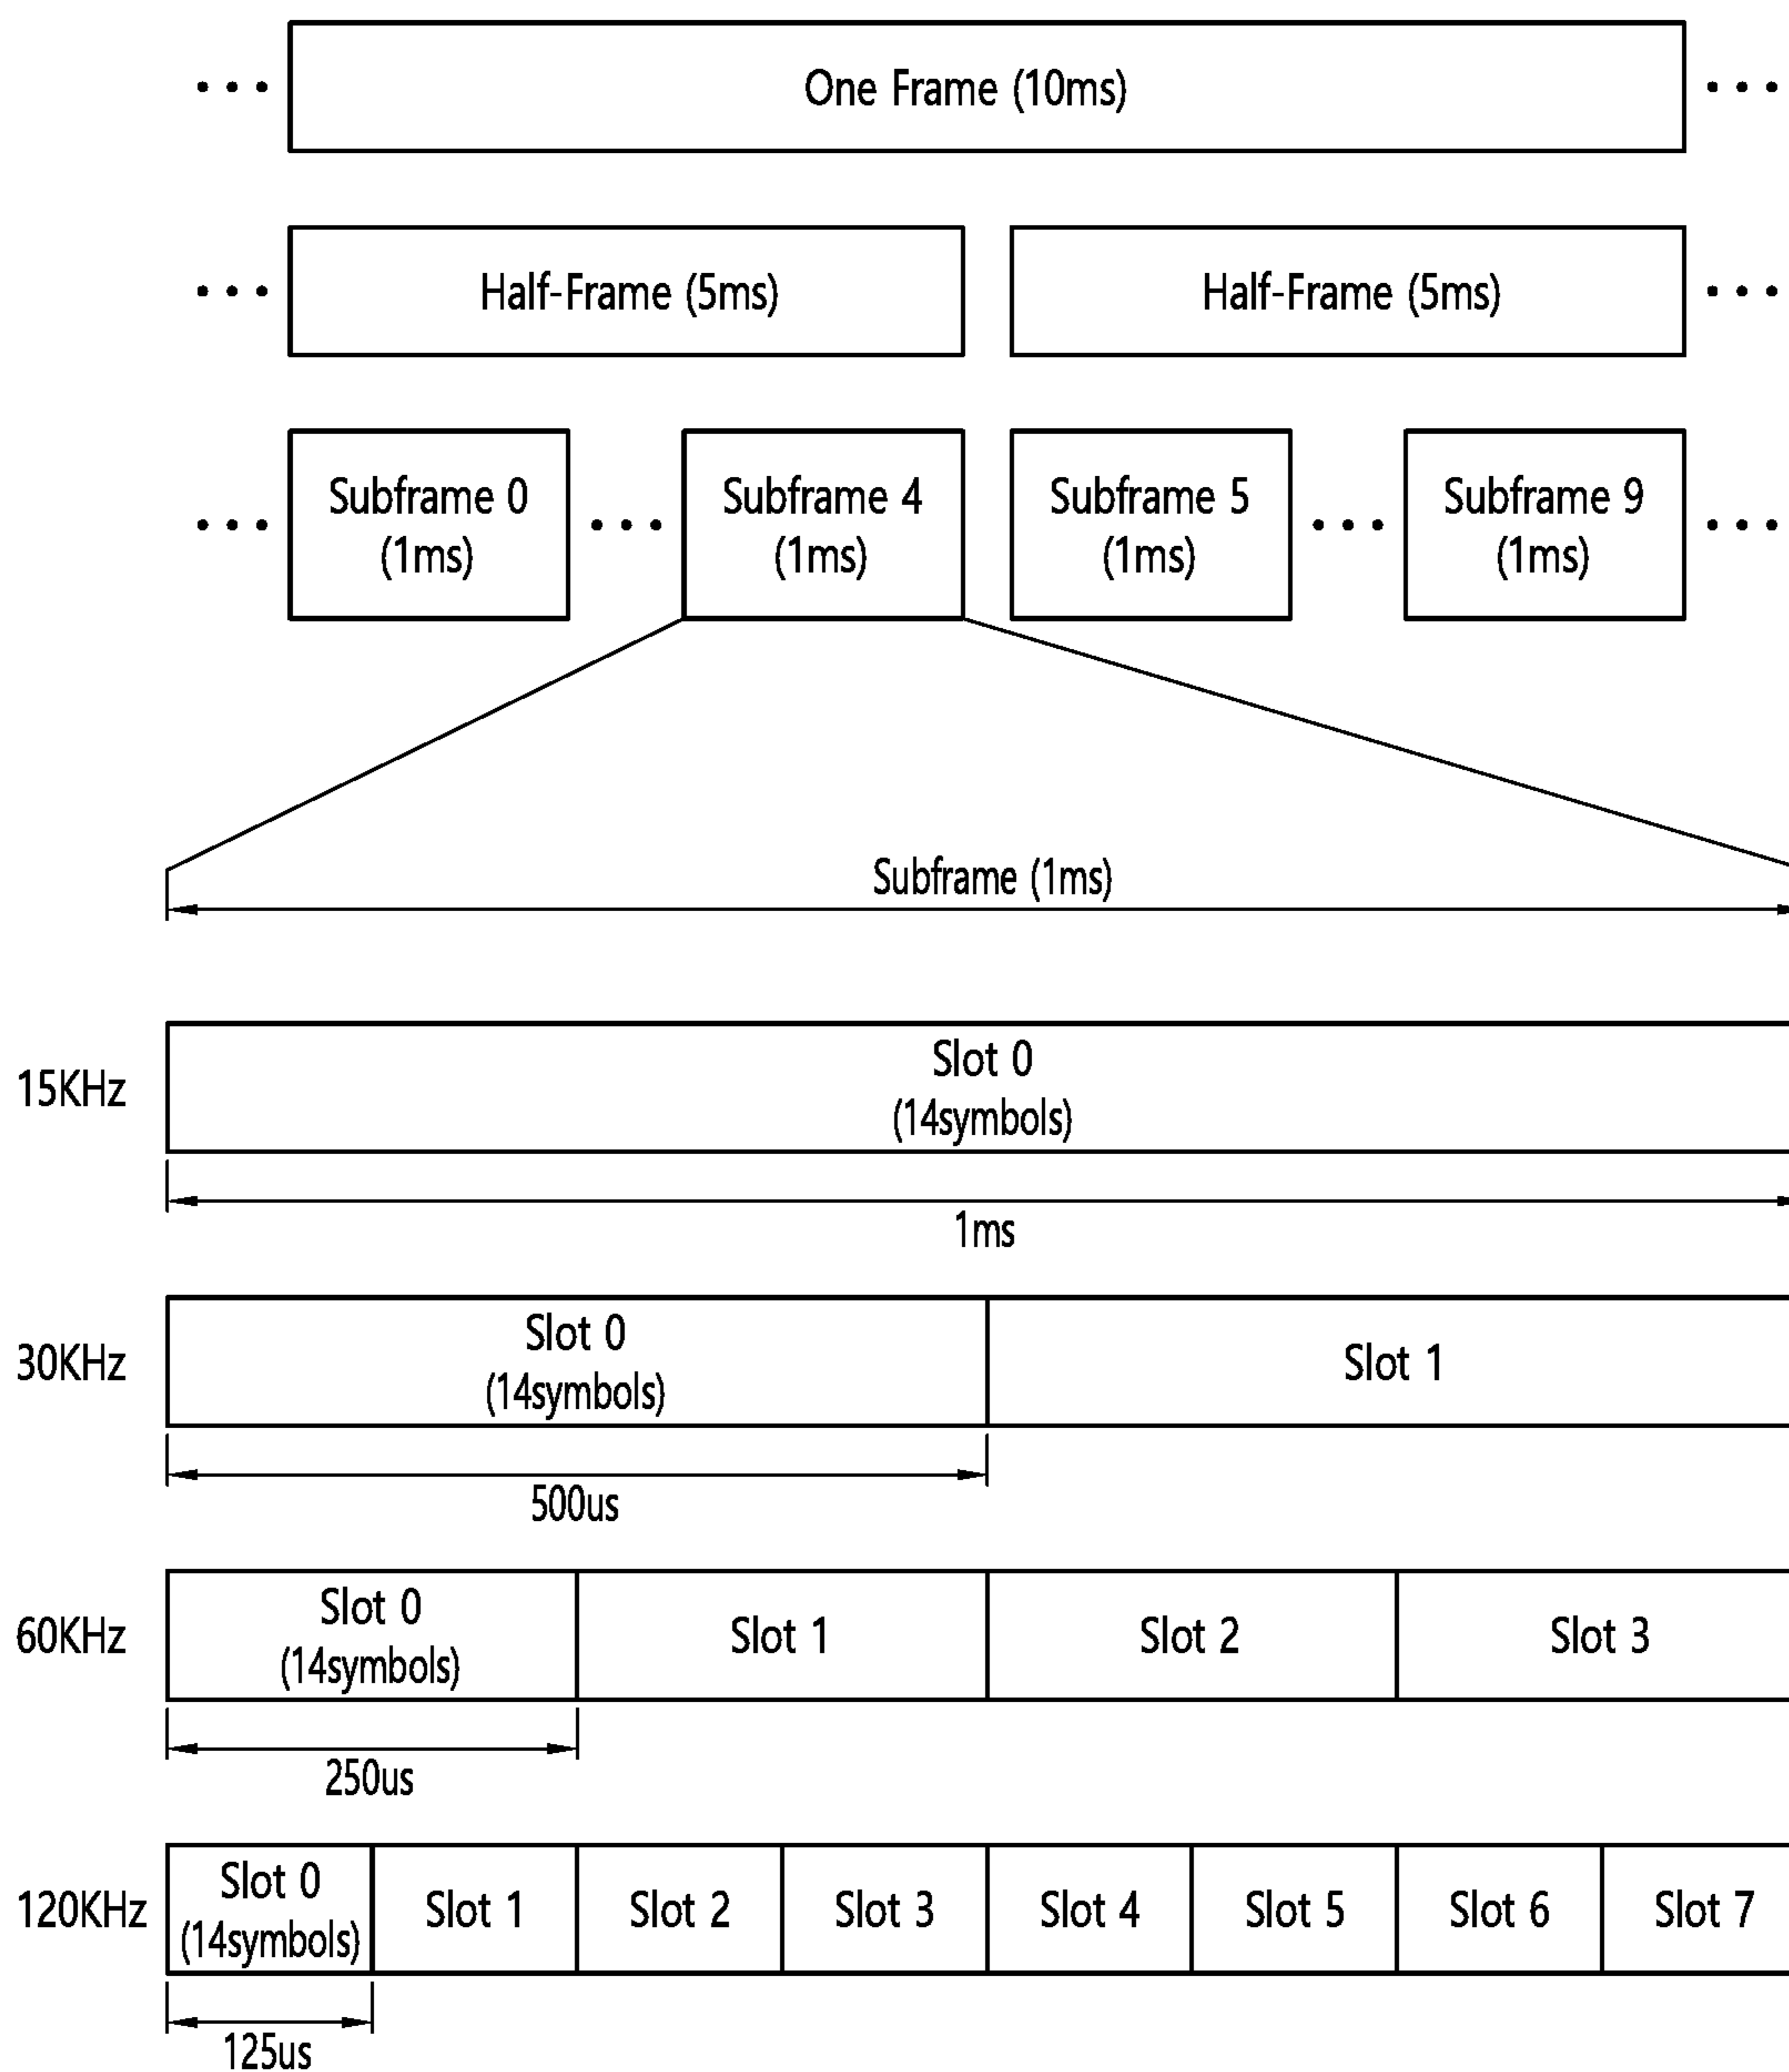 One Frame (10ms)
Half-Frame (5ms)
Half-Frame (5ms)
Subframe 0
(1ms)
Subframe 4
(1ms)
Subframe 5
(1ms)
Subframe 9
(1ms)
Subframe (1ms)
15KHz
Slot 0
(14symbols)
1ms
30KHz
Slot 0
(14symbols)
Slot 1
500us
60KHz
Slot 0
(14symbols)
Slot 1
Slot 2
Slot 3
250us
120KHz
Slot 0
(14symbols)
Slot 1
Slot 2
Slot 3
Slot 4
Slot 5
Slot 6
Slot 7
125us